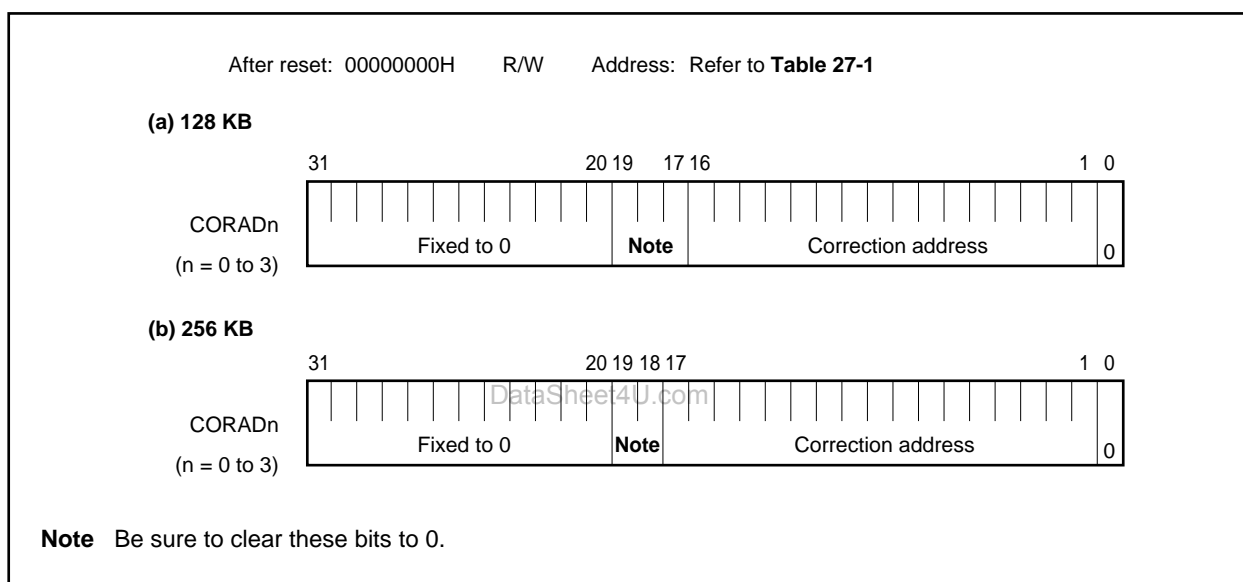 After reset: 00000000H R/W Address: Refer to Table 27-1
(a) 128 KB
31 20 19 17 16 1 0
CORADn
(n = 0 to 3)
Fixed to 0 Note Correction address 0
(b) 256 KB
31 20 19 18 17 1 0
DataSheet4U.com
CORADn
(n = 0 to 3)
Fixed to 0 Note Correction address 0
Note Be sure to clear these bits to 0.